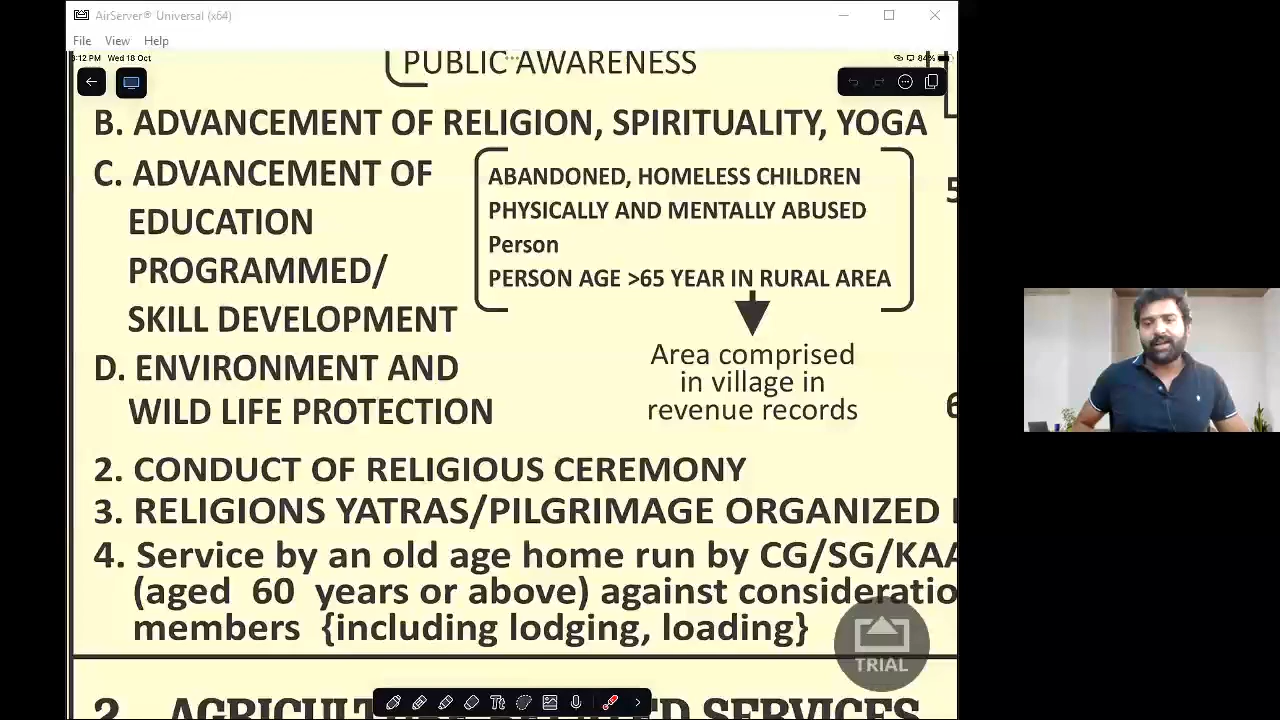 AirServer® Universal (x64)
File View Help
Wed 18 Oct
84%
PUBLIC AWARENESS
B. ADVANCEMENT OF RELIGION, SPIRITUALITY, YOGA
C. ADVANCEMENT OF
EDUCATION
PROGRAMMED/
SKILL DEVELOPMENT
ABANDONED, HOMELESS CHILDREN
PHYSICALLY AND MENTALLY ABUSED
Person
PERSON AGE >65 YEAR IN RURAL AREA
Area comprised
in village in
revenue records
D. ENVIRONMENT AND
WILD LIFE PROTECTION
2. CONDUCT OF RELIGIOUS CEREMONY
3. RELIGIONS YATRAS/PILGRIMAGE ORGANIZED
4. Service by an old age home run by CG/SG/KAA
(aged 60 years or above) against consideratio
members {including lodging, loading}
TRIAL
2. SERVICES
Tt